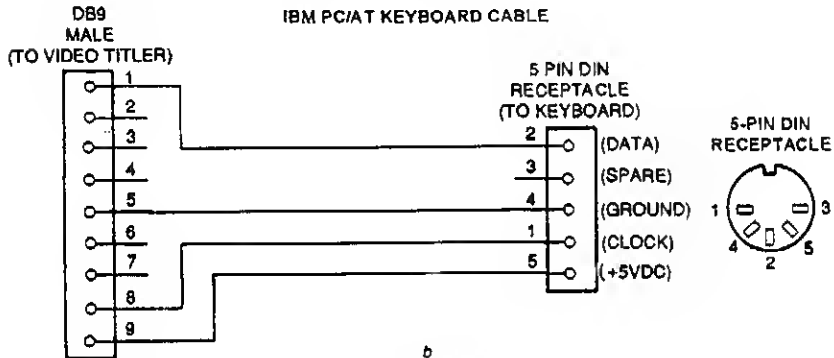 IBM PC/AT KEYBOARD CABLE
DB9
MALE
(TO VIDEO TITLER)
1
2
3
4
5
6
7
8
9
5 PIN DIN
RECEPTACLE
(TO KEYBOARD)
2 (DATA)
3 (SPARE)
4 (GROUND)
1 (CLOCK)
5 (+5VDC)
5-PIN DIN
RECEPTACLE
1 3
4 5
2
b